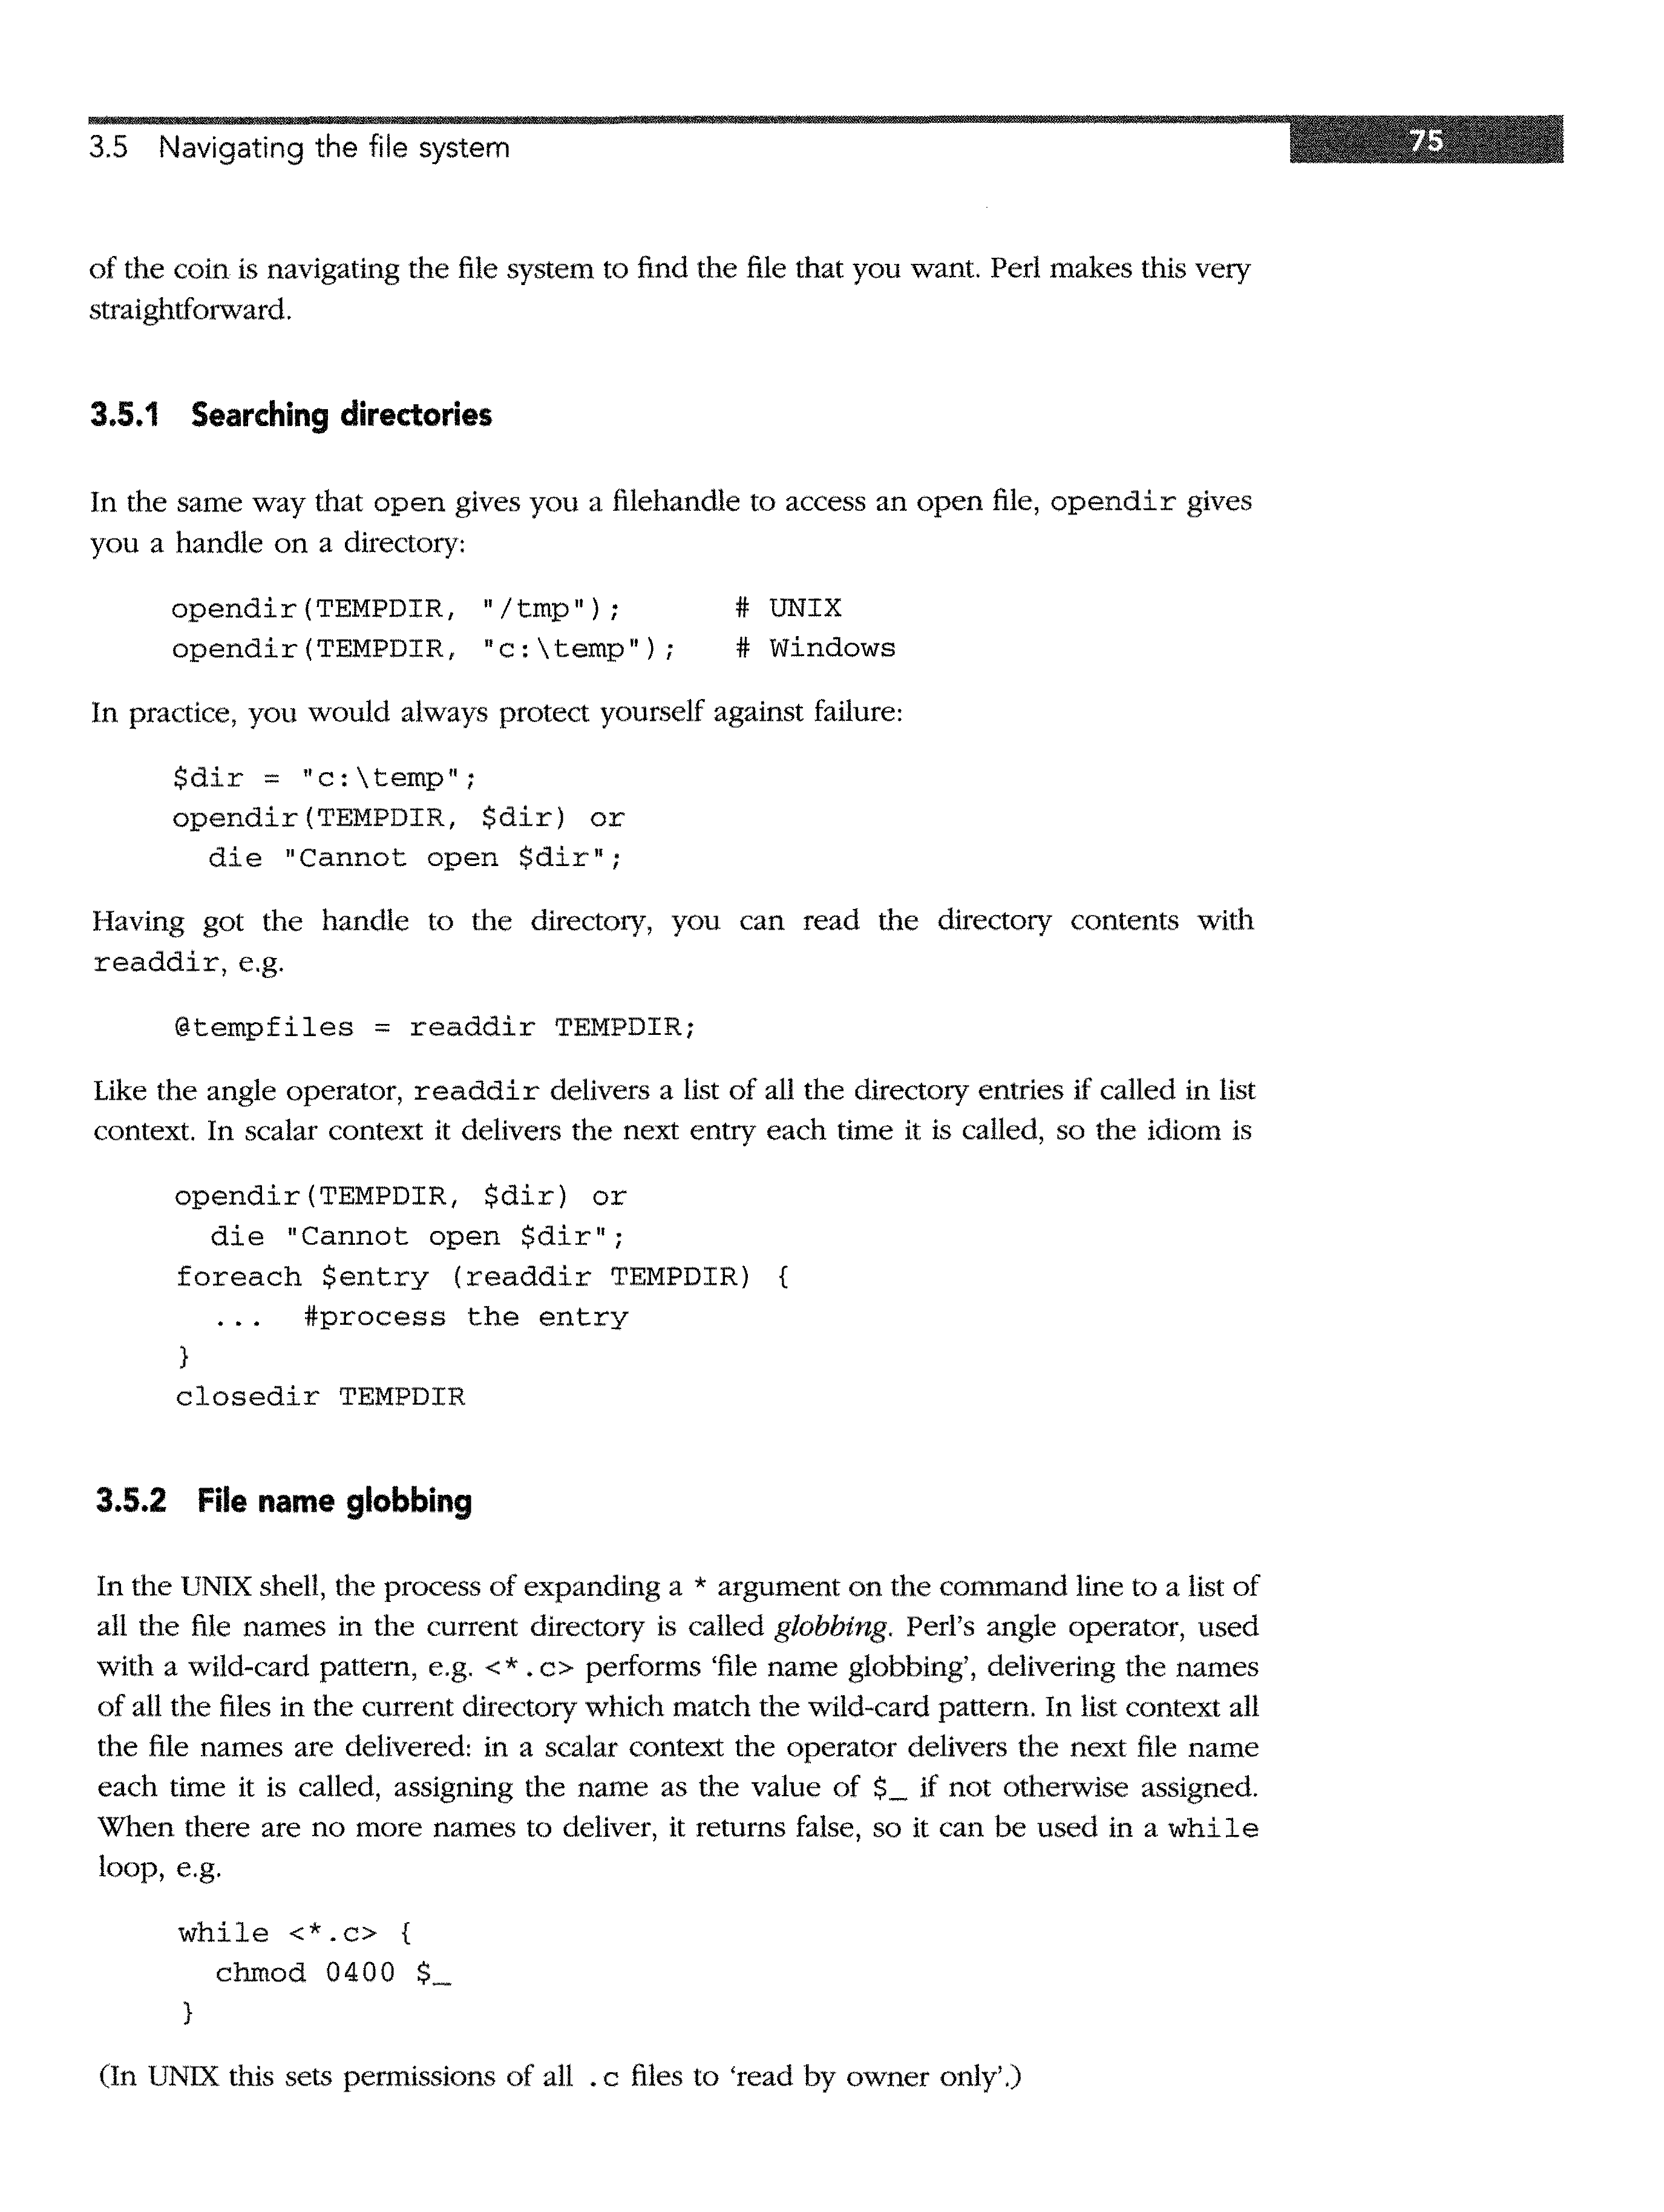 3.5 Navigating the file system
75
of the coin is navigating the file system to find the file that you want. Perl makes this very
straightforward.
3.5.1 Searching directories
In the same way that open gives you a filehandle to access an open file, opendir gives
you a handle on a directory:
opendir(TEMPDIR, "/tmp"); # UNIX
opendir(TEMPDIR, "c:\temp"); # Windows
In practice, you would always protect yourself against failure:
$dir = "c:\temp";
opendir(TEMPDIR, $dir) or
die "Cannot open $dir";
Having got the handle to the directory, you can read the directory contents with
readdir, e.g.
@tempfiles = readdir TEMPDIR;
Like the angle operator, readdir delivers a list of all the directory entries if called in list
context. In scalar context it delivers the next entry each time it is called, so the idiom is
opendir(TEMPDIR, $dir) or
die "Cannot open $dir";
foreach $entry (readdir TEMPDIR) {
... #process the entry
}
closedir TEMPDIR
3.5.2 File name globbing
In the UNIX shell, the process of expanding a * argument on the command line to a list of
all the file names in the current directory is called globbing. Perl's angle operator, used
with a wild-card pattern, e.g. <*.c> performs 'file name globbing', delivering the names
of all the files in the current directory which match the wild-card pattern. In list context all
the file names are delivered: in a scalar context the operator delivers the next file name
each time it is called, assigning the name as the value of $_ if not otherwise assigned.
When there are no more names to deliver, it returns false, so it can be used in a while
loop, e.g.
while <*.c> {
chmod 0400 $_
}
(In UNIX this sets permissions of all .c files to 'read by owner only'.)